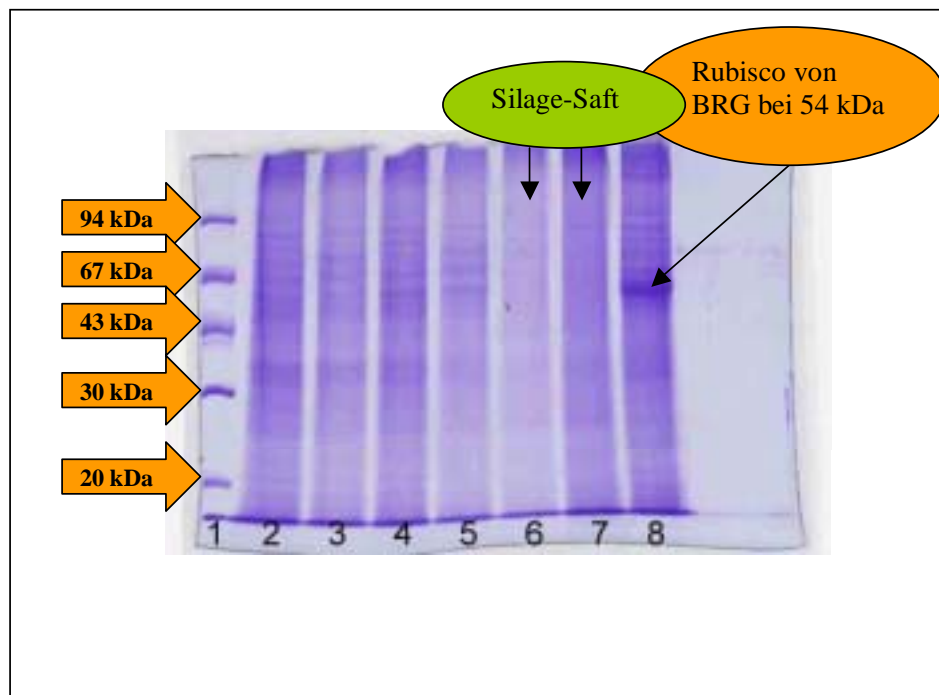 Silage-Saft
Rubisco von
BRG bei 54 kDa
94 kDa
67 kDa
43 kDa
30 kDa
20 kDa
1 2 3 4 5 6 7 8